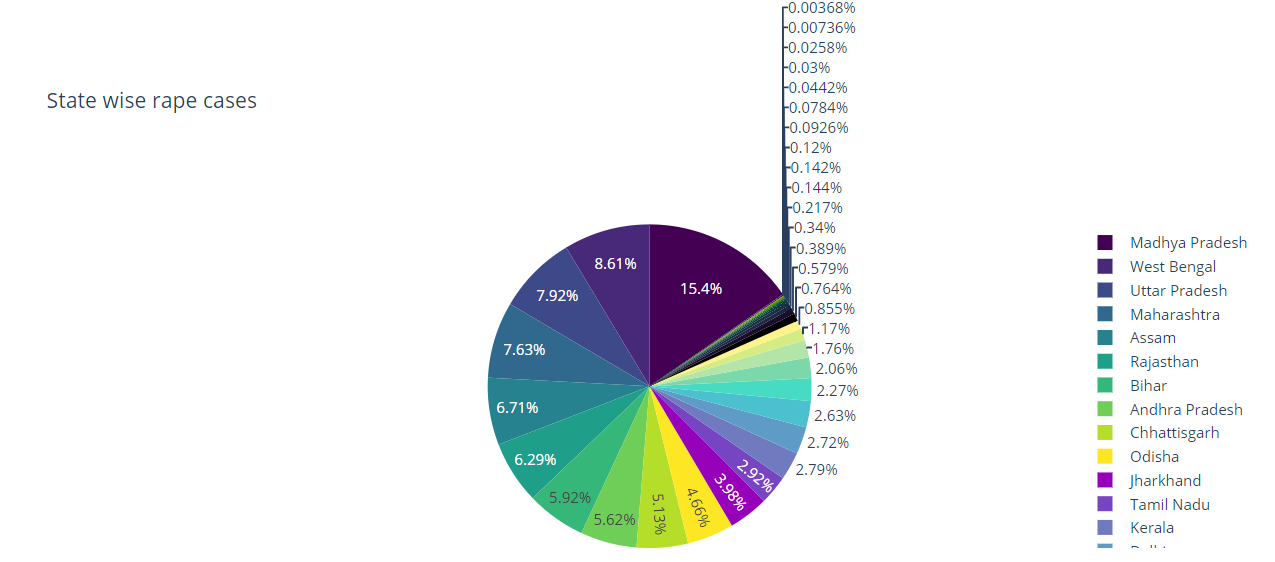 State wise rape cases
0.00368%
0.00736%
0.0258%
0.03%
0.0442%
0.0784%
0.0926%
0.12%
0.142%
0.144%
0.217%
0.34%
0.389%
0.579%
0.764%
0.855%
1.17%
1.76%
2.06%
2.27%
2.63%
2.72%
2.79%
2.92%
3.98%
4.66%
5.13%
5.62%
5.92%
6.29%
6.71%
7.63%
7.92%
8.61%
15.4%
Madhya Pradesh
West Bengal
Uttar Pradesh
Maharashtra
Assam
Rajasthan
Bihar
Andhra Pradesh
Chhattisgarh
Odisha
Jharkhand
Tamil Nadu
Kerala